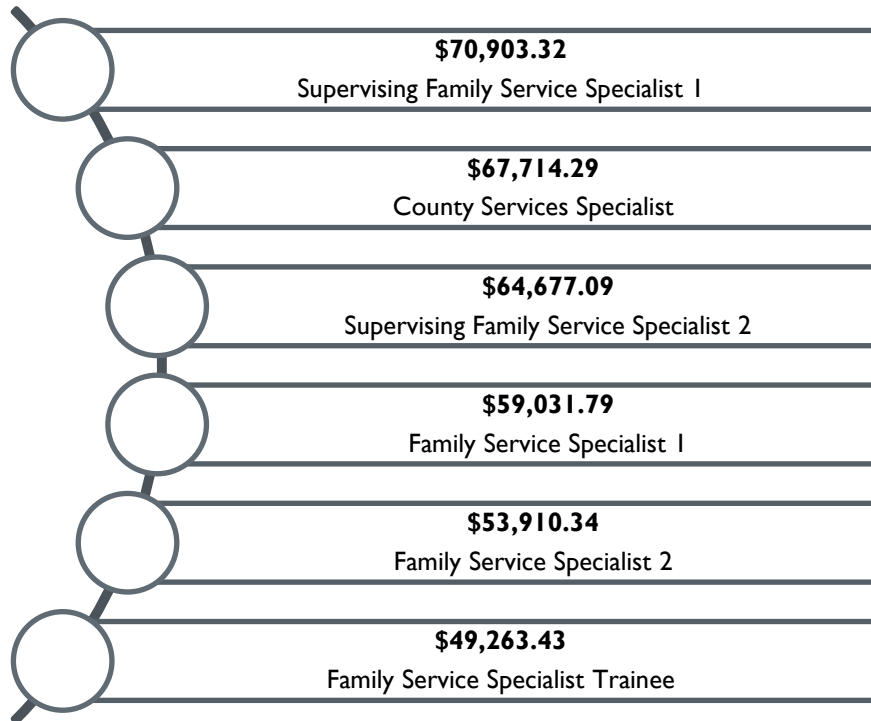 $70,903.32
Supervising Family Service Specialist 1
$67,714.29
County Services Specialist
$64,677.09
Supervising Family Service Specialist 2
$59,031.79
Family Service Specialist 1
$53,910.34
Family Service Specialist 2
$49,263.43
Family Service Specialist Trainee